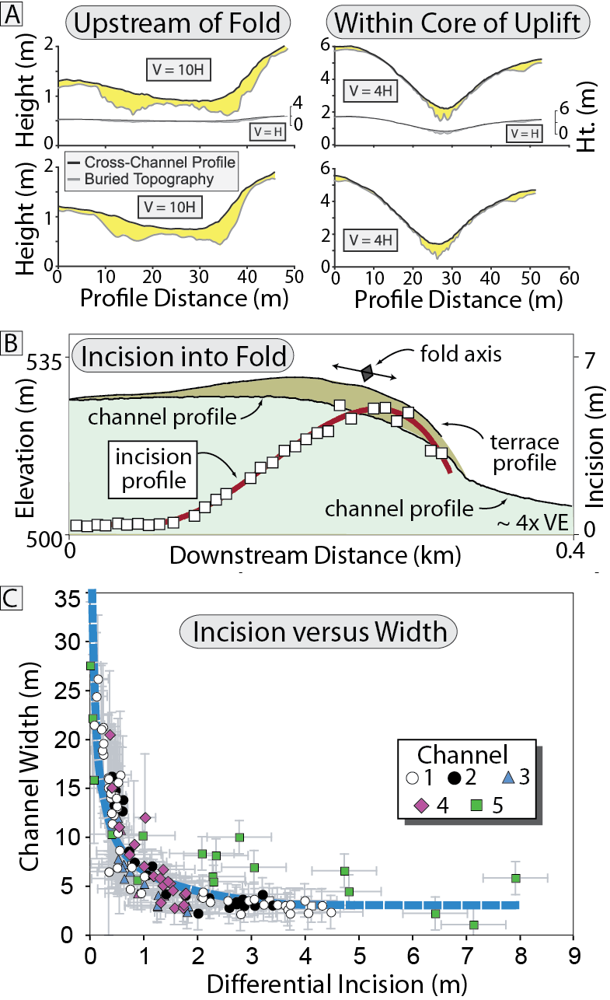 A
Upstream of Fold
Within Core of Uplift
Height (m)
2
1
0
V = 10H
4
0
V = H
6
4
2
0
V = 4H
6
0
V = H
Ht. (m)
Height (m)
2
1
0
Cross-Channel Profile
Buried Topography
V = 10H
0 10 20 30 40 50
Profile Distance (m)
6
4
2
0
V = 4H
0 10 20 30 40 50 60
Profile Distance (m)
B
Incision into Fold
fold axis
535
7
Elevation (m)
Incision (m)
channel profile
incision
profile
terrace
profile
channel profile
~ 4x VE
500
0
0
0.4
Downstream Distance (km)
C
Incision versus Width
Channel Width (m)
35
30
25
20
15
10
5
0
Channel
1 2 3
4 5
0 1 2 3 4 5 6 7 8 9
Differential Incision (m)